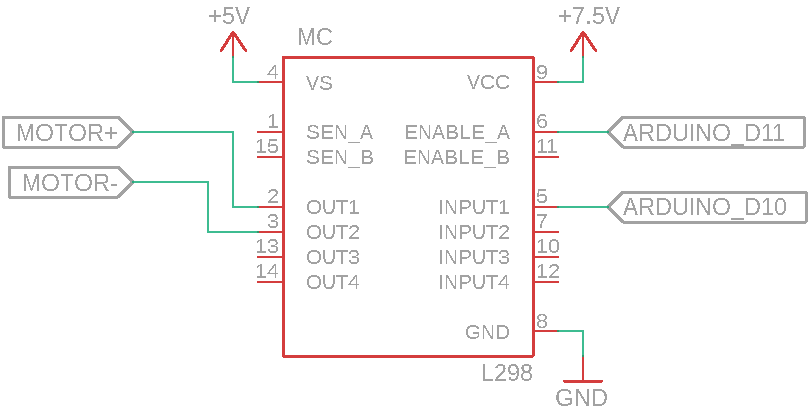 +5V
+7.5V
MC
4
VS
VCC
9
MOTOR+
1
SEN_A
ENABLE_A
6
ARDUINO_D11
15
SEN_B
ENABLE_B
11
MOTOR-
2
OUT1
INPUT1
5
ARDUINO_D10
3
OUT2
INPUT2
7
13
OUT3
INPUT3
10
14
OUT4
INPUT4
12
GND
8
L298
GND